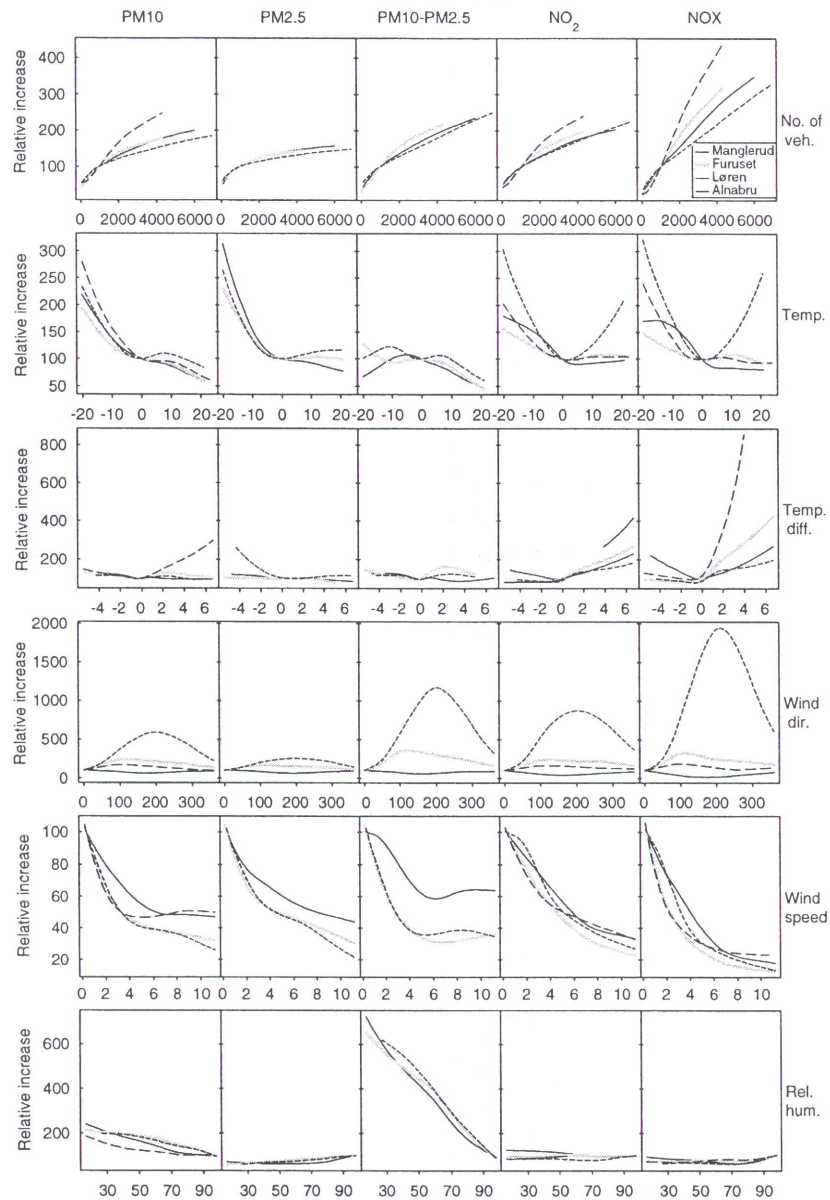 PM10 PM2.5 PM10-PM2.5 NO2 NOX
Relative increase
400
300
200
100
No. of
veh.
Manglerud
Furuset
Løren
Alnabru
0 2000 4000 6000 0 2000 4000 6000 0 2000 4000 6000 0 2000 4000 6000 0 2000 4000 6000
Relative increase
300
250
200
150
100
50
Temp.
-20 -10 0 10 20 -20 -10 0 10 20 -20 -10 0 10 20 -20 -10 0 10 20 -20 -10 0 10 20
Relative increase
800
600
400
200
Temp.
diff.
-4 -2 0 2 4 6 -4 -2 0 2 4 6 -4 -2 0 2 4 6 -4 -2 0 2 4 6 -4 -2 0 2 4 6
Relative increase
2000
1500
1000
500
0
Wind
dir.
0 100 200 300 0 100 200 300 0 100 200 300 0 100 200 300 0 100 200 300
Relative increase
100
80
60
40
20
Wind
speed
0 2 4 6 8 10 0 2 4 6 8 10 0 2 4 6 8 10 0 2 4 6 8 10 0 2 4 6 8 10
Relative increase
600
400
200
Rel.
hum.
30 50 70 90 30 50 70 90 30 50 70 90 30 50 70 90 30 50 70 90